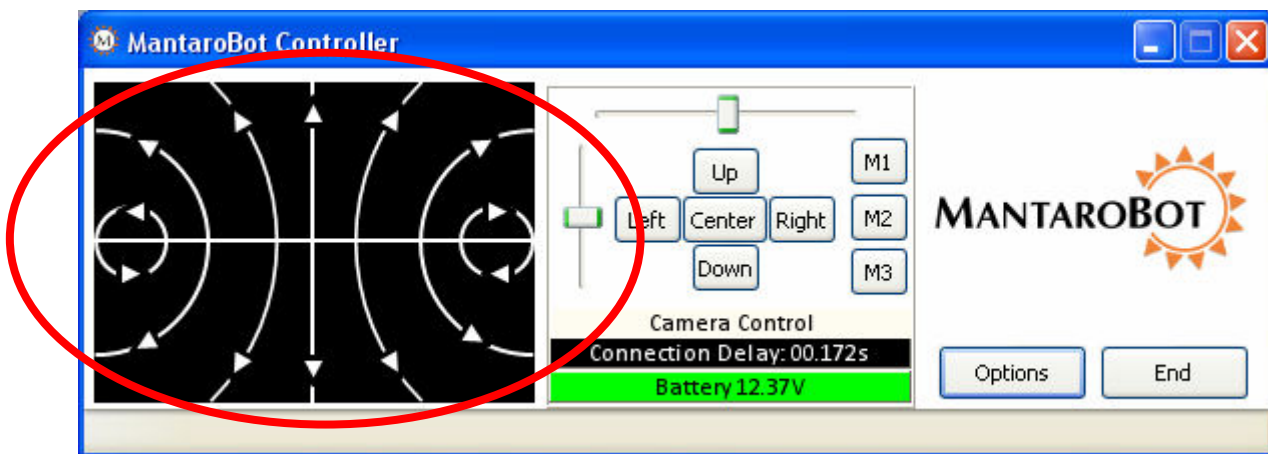 MantaroBot Controller
Up
Left
Center
Right
Down
M1
M2
M3
Camera Control
Connection Delay: 00.172s
Battery 12.37V
M
MANTAROBOT
Options
End